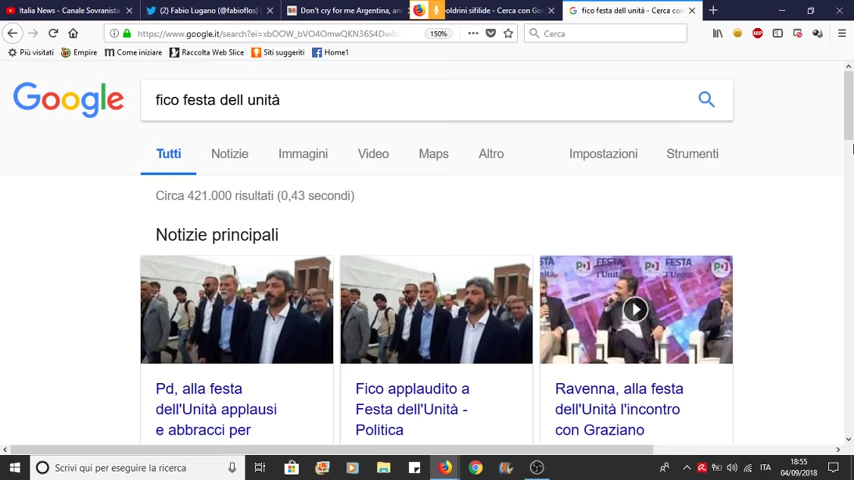 Italia News - Canale Sovranista
(2) Fabio Lugano (@fabioflos)
Don't cry for me Argentina, an
oldrini sifilide - Cerca con Go
fico festa dell unità - Cerca con
https://www.google.it/search?ei=
150%
Cerca
Più visitati
Empire
Come iniziare
Raccolta Web Slice
Siti suggeriti
Home1
Google
fico festa dell unità
Tutti
Notizie
Immagini
Video
Maps
Altro
Impostazioni
Strumenti
Circa 421.000 risultati (0,43 secondi)
Notizie principali
PD
FESTA
l'Unità
Pd, alla festa
dell'Unità applausi
e abbracci per
Fico applaudito a
Festa dell'Unità -
Politica
Ravenna, alla festa
dell'Unità l'incontro
con Graziano
Scrivi qui per eseguire la ricerca
ITA
18:55
04/09/2018